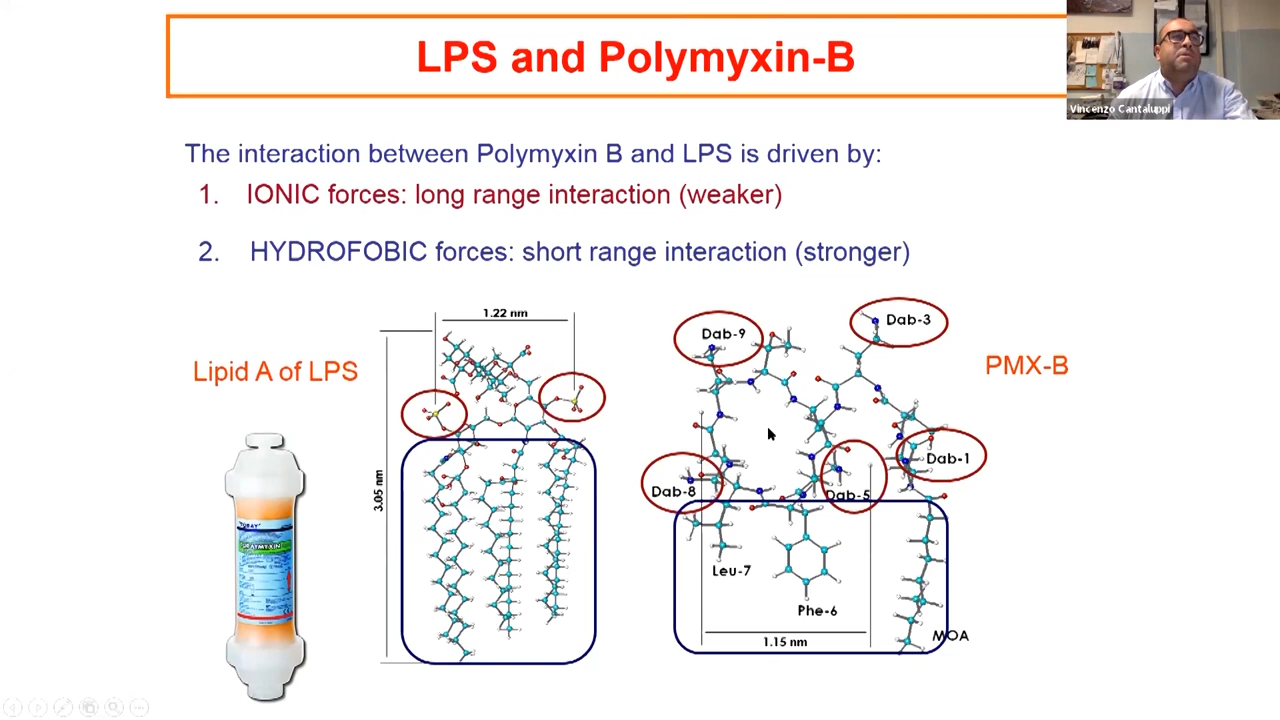 LPS and Polymyxin-B
Vincenzo Cantaluppi
The interaction between Polymyxin B and LPS is driven by:
1. IONIC forces: long range interaction (weaker)
2. HYDROFOBIC forces: short range interaction (stronger)
1.22 nm
Dab-9
Dab-3
Lipid A of LPS
PMX-B
3.05 nm
Dab-1
Dab-8
Dab-5
"TORAY"
TORAYMYXIN
Leu-7
Phe-6
1.15 nm
MOA